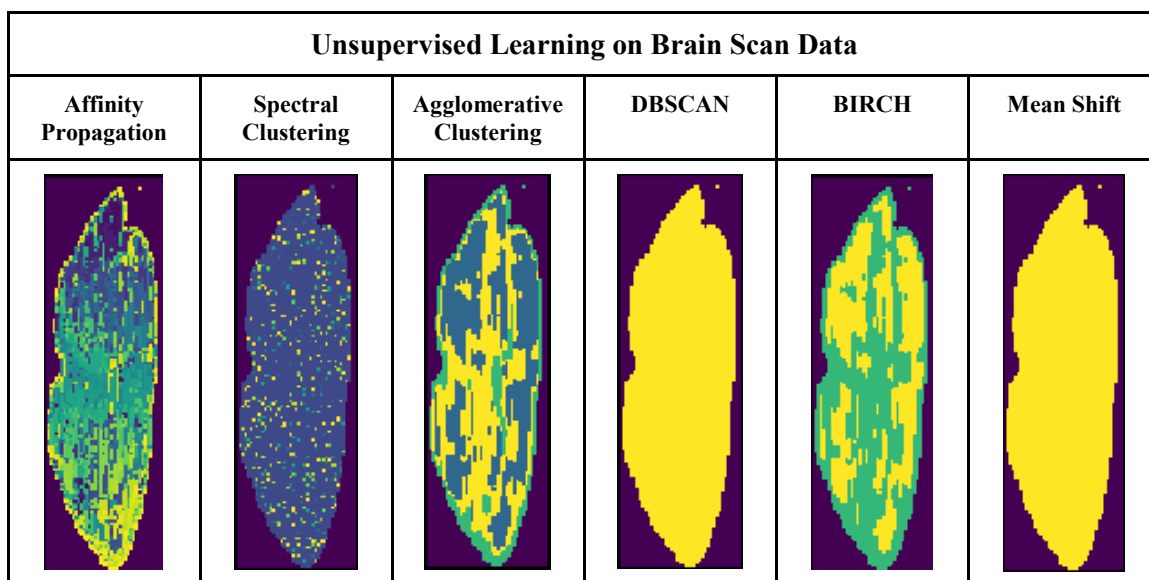 Unsupervised Learning on Brain Scan Data
Affinity
Propagation
Spectral
Clustering
Agglomerative
Clustering
DBSCAN
BIRCH
Mean Shift